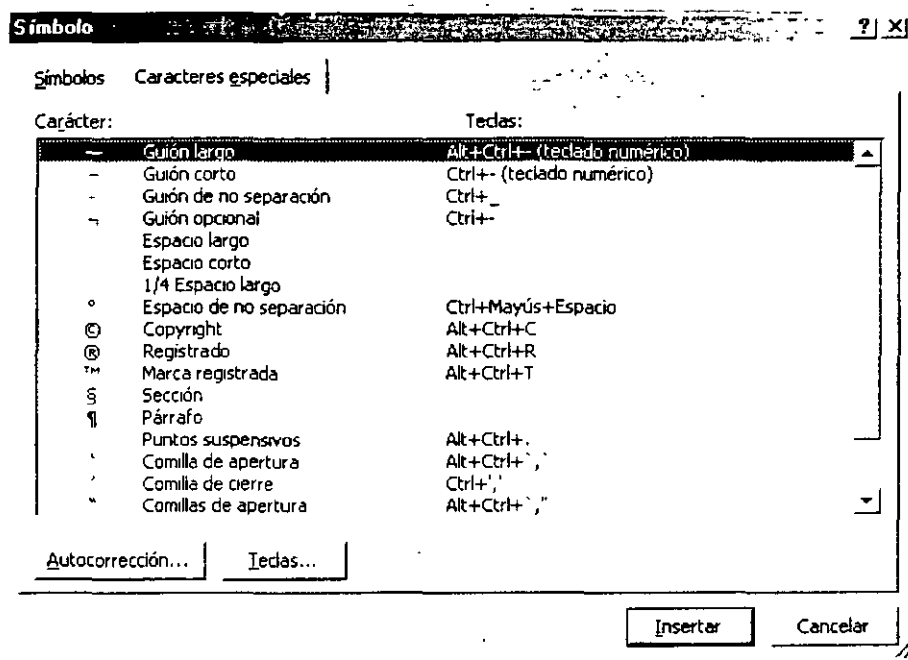 Símbolo ? X
Símbolos Caracteres especiales
Carácter: Teclas:
— Guión largo Alt+Ctrl+- (teclado numérico)
– Guión corto Ctrl+- (teclado numérico)
- Guión de no separación Ctrl+_
¬ Guión opcional Ctrl+-
Espacio largo
Espacio corto
1/4 Espacio largo
° Espacio de no separación Ctrl+Mayús+Espacio
© Copyright Alt+Ctrl+C
® Registrado Alt+Ctrl+R
™ Marca registrada Alt+Ctrl+T
§ Sección
¶ Párrafo
Puntos suspensivos Alt+Ctrl+.
‘ Comilla de apertura Alt+Ctrl+`,`
’ Comilla de cierre Ctrl+','
“ Comillas de apertura Alt+Ctrl+`,"
Autocorrección... Teclas...
Insertar Cancelar